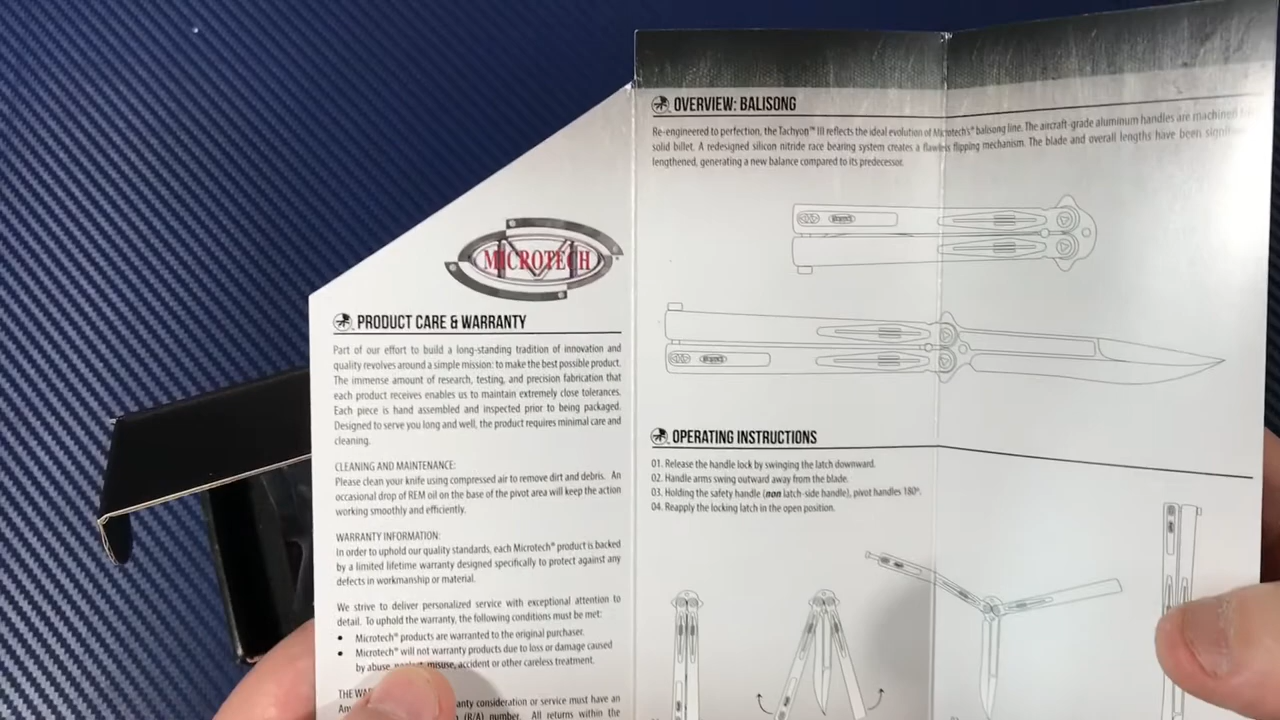 MICROTECH
PRODUCT CARE & WARRANTY
Part of our effort to build a long-standing tradition of innovation and
quality revolves around a simple mission: to make the best possible product.
The immense amount of research, testing, and precision fabrication that
each product receives enables us to maintain extremely close tolerances.
Each piece is hand assembled and inspected prior to being packaged.
Designed to serve you long and well, the product requires minimal care and
cleaning.
CLEANING AND MAINTENANCE:
Please clean your knife using compressed air to remove dirt and debris. An
occasional drop of REM oil on the base of the pivot area will keep the action
working smoothly and efficiently.
WARRANTY INFORMATION:
In order to uphold our quality standards, each Microtech® product is backed
by a limited lifetime warranty designed specifically to protect against any
defects in workmanship or material.
We strive to deliver personalized service with exceptional attention to
detail. To uphold the warranty, the following conditions must be met:
• Microtech® products are warranted to the original purchaser.
• Microtech® will not warranty products due to loss or damage caused
by abuse, neglect, misuse, accident or other careless treatment.
THE WA
Any anty consideration or service must have an
(R/A) number. All returns within the
OVERVIEW: BALISONG
Re-engineered to perfection, the Tachyon™ III reflects the ideal evolution of Microtech's® balisong line. The aircraft-grade aluminum handles are machined
solid billet. A redesigned silicon nitride race bearing system creates a flawless flipping mechanism. The blade and overall lengths have been
lengthened, generating a new balance compared to its predecessor.
OPERATING INSTRUCTIONS
01. Release the handle lock by swinging the latch downward.
02. Handle arms swing outward away from the blade.
03. Holding the safety handle (non latch-side handle), pivot handles 180º.
04. Reapply the locking latch in the open position.